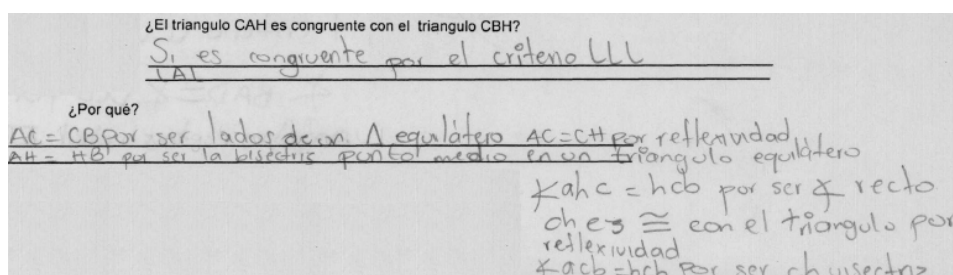 ¿El triangulo CAH es congruente con el triangulo CBH?
Si es congruente por el criterio LLL
LAL
¿Por qué?
AC = CB por ser lados de un Δ equilátero AC=CH por reflexividad
AH = HB por ser la bisectris punto medio en un triangulo equilátero
∡ahc = hcb por ser ∡ recto
ch es ≅ con el triangulo por
reflexividad
∡acb = hcb por ser ch